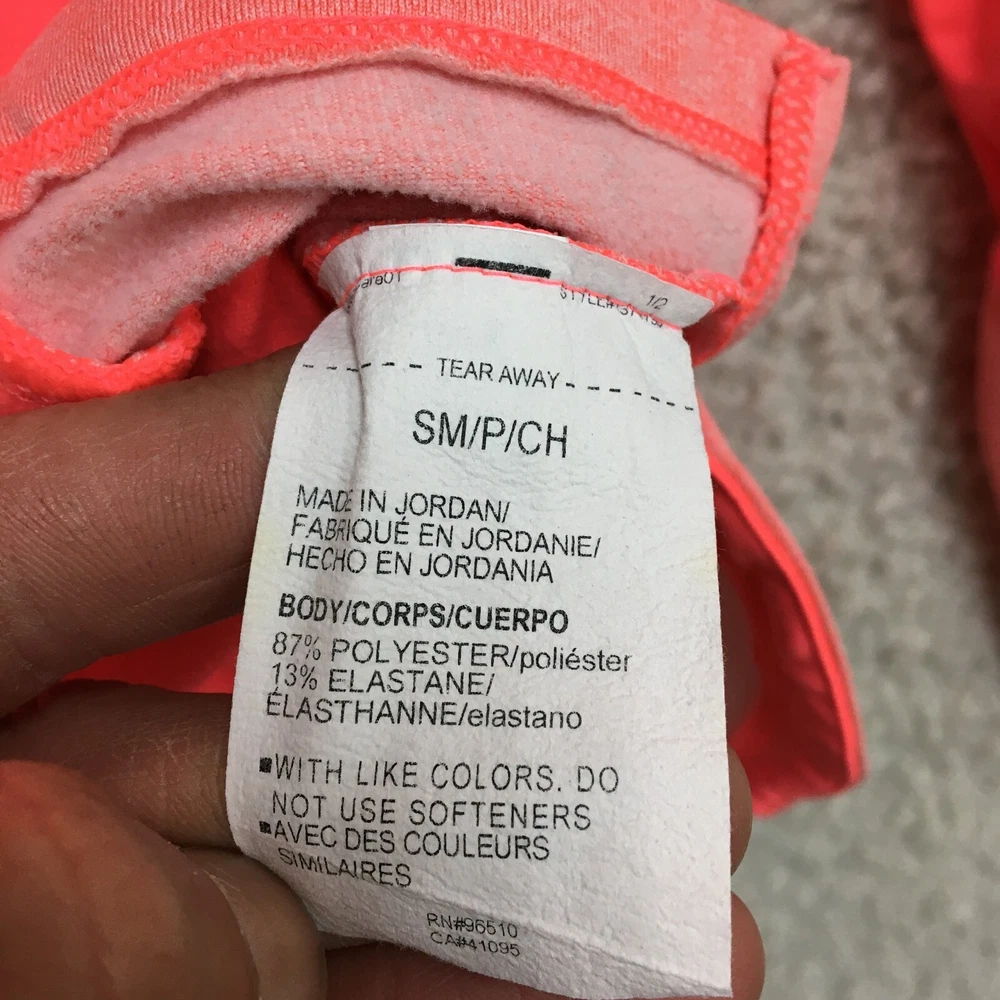 1/2
TEAR AWAY
SM/P/CH
MADE IN JORDAN/
FABRIQUÉ EN JORDANIE/
HECHO EN JORDANIA
BODY/CORPS/CUERPO
87% POLYESTER/poliéster
13% ELASTANE/
ÉLASTHANNE/elastano
WITH LIKE COLORS. DO
NOT USE SOFTENERS
AVEC DES COULEURS
SIMILAIRES
RN#96510
CA#41095